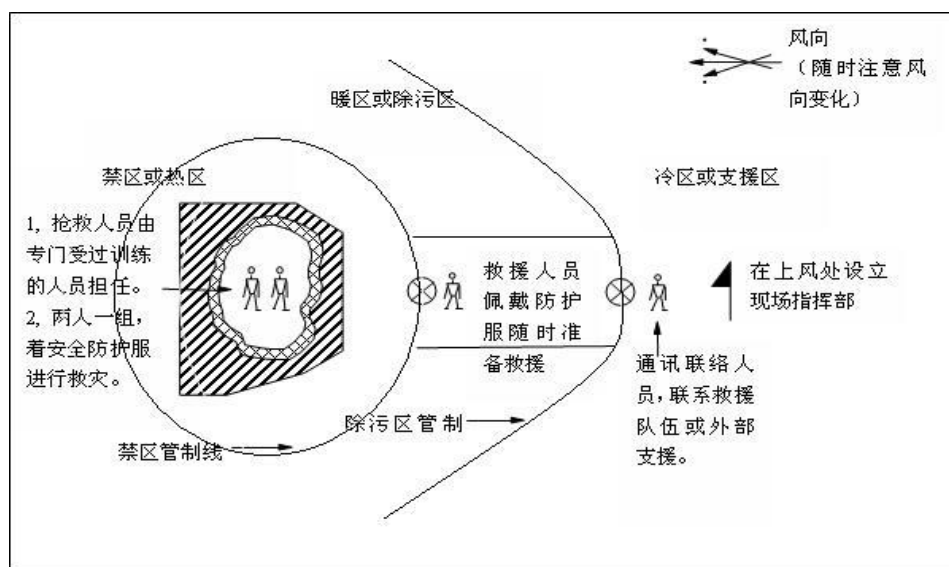 风向
（随时注意风
向变化）
暖区或除污区
禁区或热区
冷区或支援区
1, 抢救人员由
专门受过训练
的人员担任。
2, 两人一组，
着安全防护服
进行救灾。
救援人员
佩戴防护
服随时准
备救援
在上风处设立
现场指挥部
通讯联络人
员，联系救援
队伍或外部
支援。
除污区管制
禁区管制线